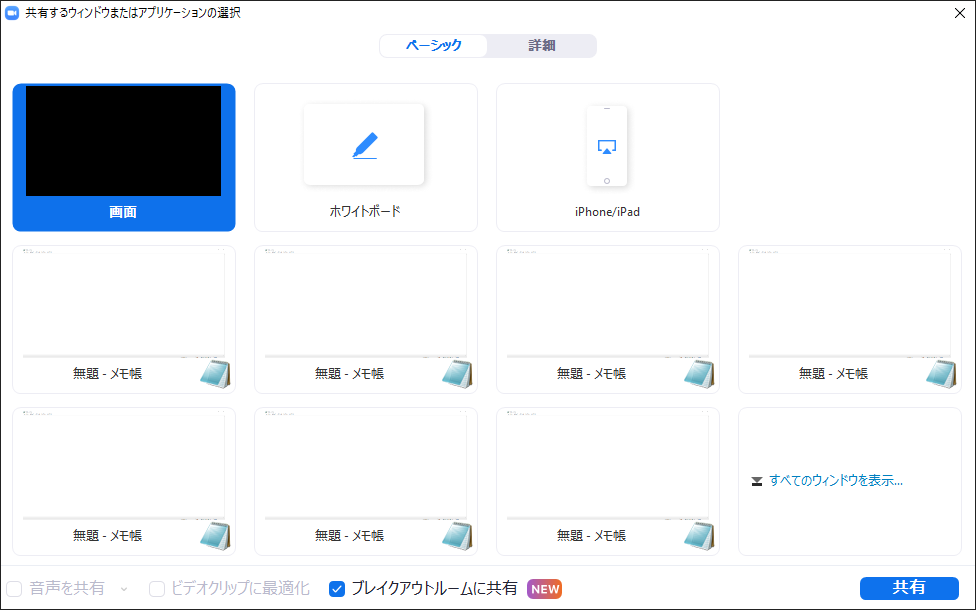 共有するウィンドウまたはアプリケーションの選択
ベーシック
詳細
画面
ホワイトボード
iPhone/iPad
無題 - メモ帳
無題 - メモ帳
無題 - メモ帳
無題 - メモ帳
無題 - メモ帳
無題 - メモ帳
無題 - メモ帳
すべてのウィンドウを表示...
音声を共有
ビデオクリップに最適化
ブレイクアウトルームに共有
NEW
共有